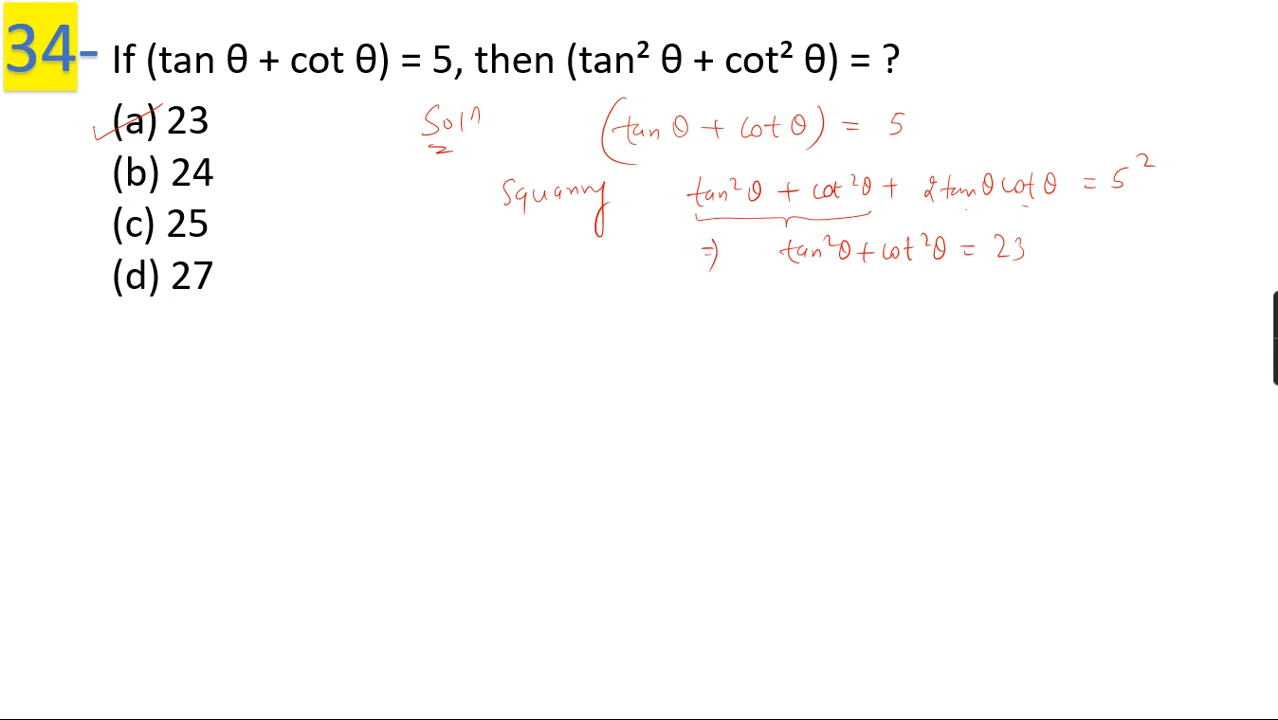 34- If (tan θ + cot θ) = 5, then (tan² θ + cot² θ) = ?
(a) 23
(b) 24
(c) 25
(d) 27
Soln (tan θ + cot θ) = 5
tan²θ + cot²θ + 2tanθ cotθ = 5²
⇒ tan²θ + cot²θ = 23